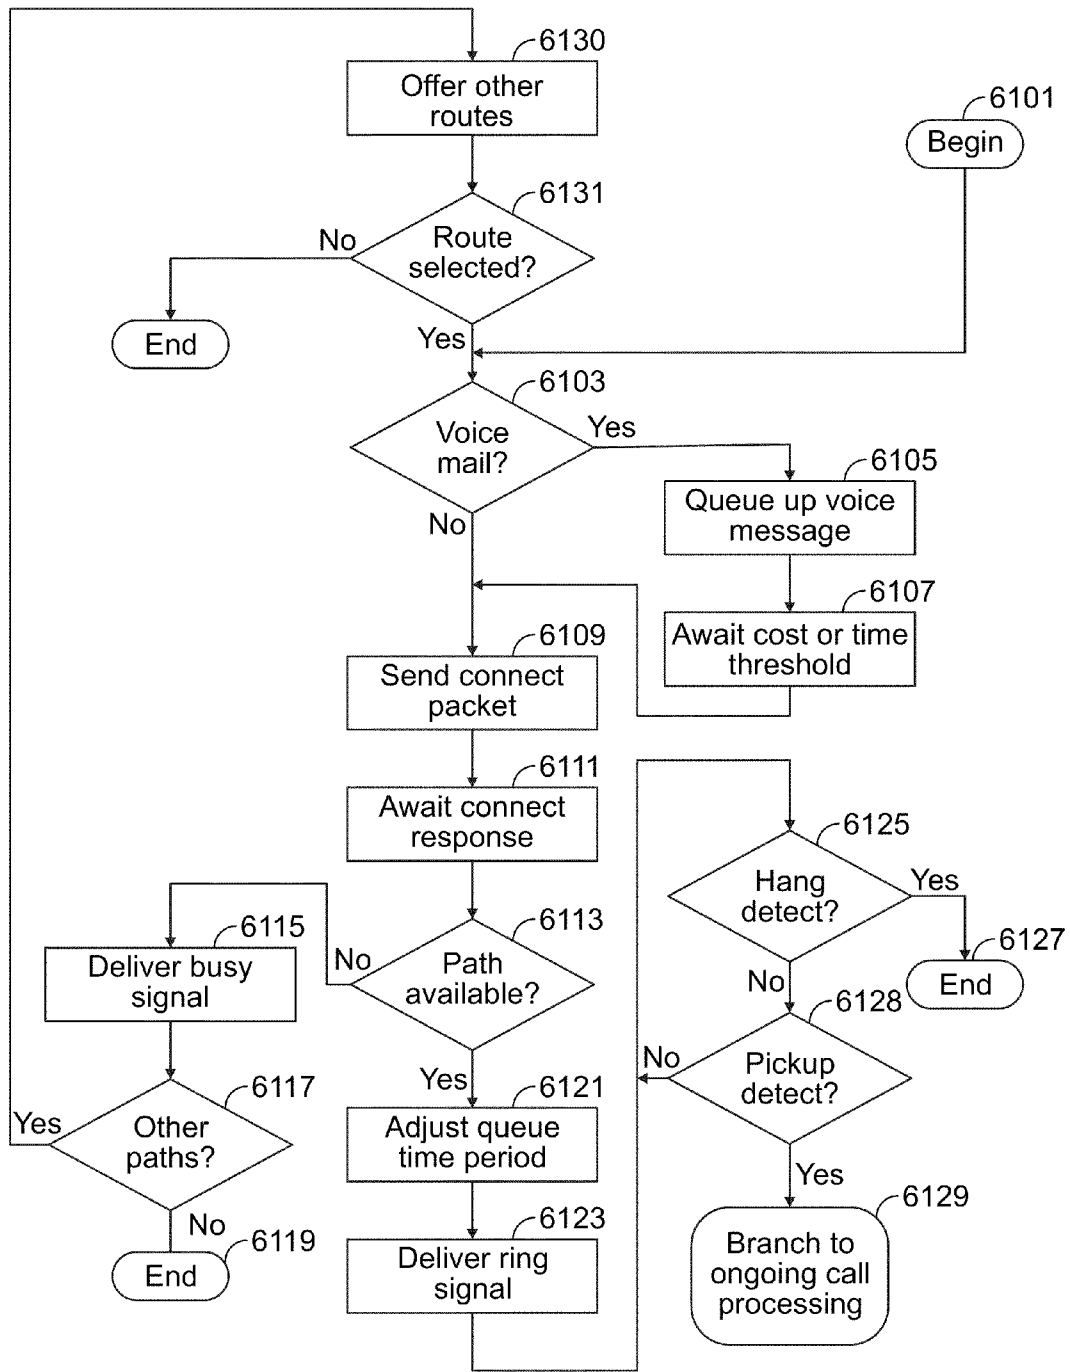 6130
Offer other
routes
6101
Begin
6131
Route
selected?
No
End
Yes
6103
Voice
mail?
Yes
No
6105
Queue up voice
message
6107
Await cost or time
threshold
6109
Send connect
packet
6111
Await connect
response
6113
Path
available?
No
Yes
6115
Deliver busy
signal
6117
Other
paths?
Yes
No
6119
End
6121
Adjust queue
time period
6123
Deliver ring
signal
6125
Hang
detect?
Yes
6127
End
No
6128
Pickup
detect?
No
Yes
6129
Branch to
ongoing call
processing